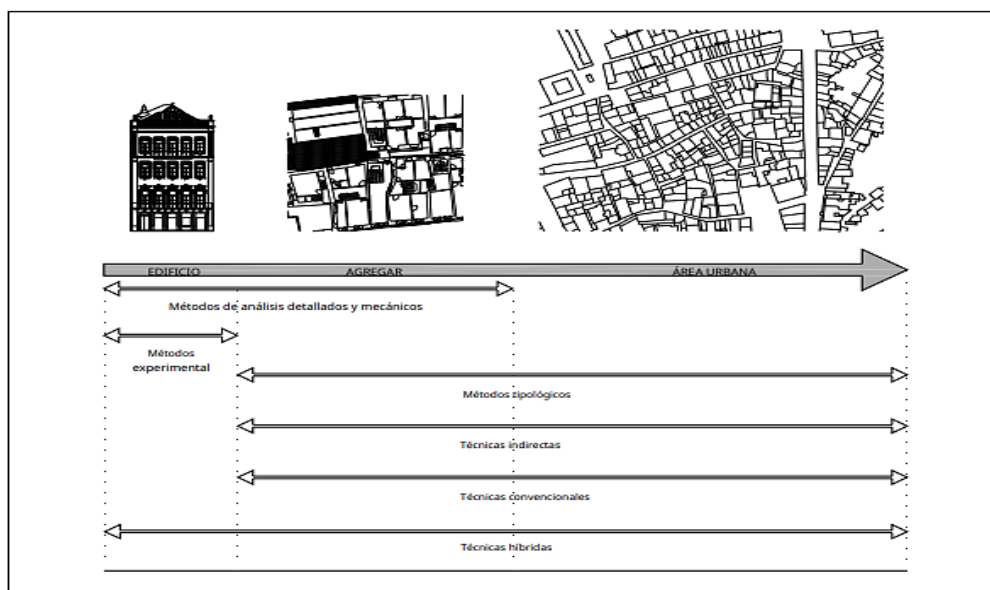 EDIFICIO AGREGAR ÁREA URBANA
Métodos de análisis detallados y mecánicos
Métodos
experimental
Métodos tipológicos
Técnicas indirectas
Técnicas convencionales
Técnicas híbridas